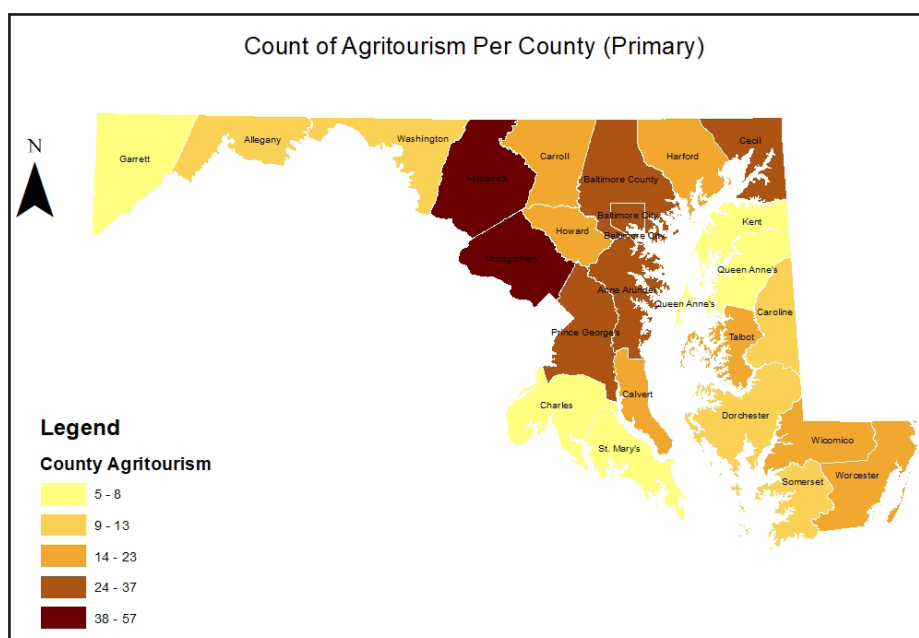 Count of Agritourism Per County (Primary)
N
Garrett
Allegany
Washington
Frederick
Carroll
Baltimore County
Harford
Cecil
Baltimore City
Baltimore City
Howard
Montgomery
Kent
Queen Anne's
Anne Arundel
Queen Anne's
Caroline
Prince George's
Talbot
Calvert
Charles
Dorchester
St. Mary's
Wicomico
Somerset
Worcester
Legend
County Agritourism
5 - 8
9 - 13
14 - 23
24 - 37
38 - 57